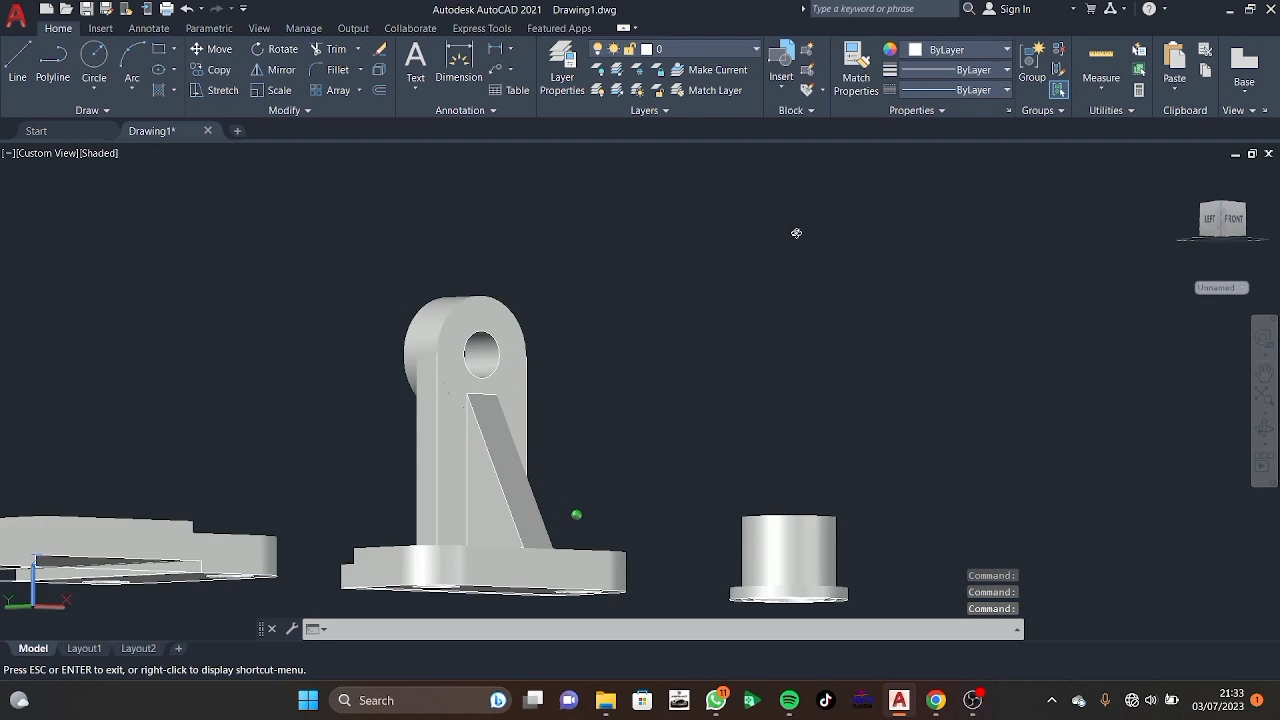 Autodesk AutoCAD 2021 Drawing1.dwg
Type a keyword or phrase
Sign In
Home Insert Annotate Parametric View Manage Output Collaborate Express Tools Featured Apps
Line Polyline Circle Arc
Move Rotate Trim
Copy Mirror Fillet
Stretch Scale Array
Text Dimension
Table
Layer Properties
0
Make Current
Match Layer
Insert
Match Properties
ByLayer
ByLayer
ByLayer
Group
Measure
Paste
Base
Draw Modify Annotation Layers Block Properties Groups Utilities Clipboard View
Start Drawing1*
[−][Custom View][Shaded]
LEFT FRONT
Unnamed
Command:
Command:
Command:
Y X
Model Layout1 Layout2
Press ESC or ENTER to exit, or right-click to display shortcut-menu.
Search
11
21:33
03/07/2023
1